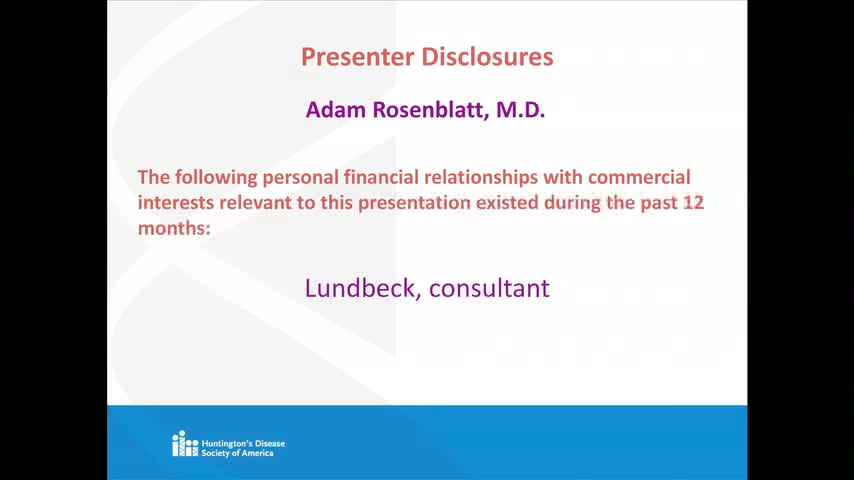 Presenter Disclosures
Adam Rosenblatt, M.D.
The following personal financial relationships with commercial
interests relevant to this presentation existed during the past 12
months:
Lundbeck, consultant
Huntington's Disease
Society of America